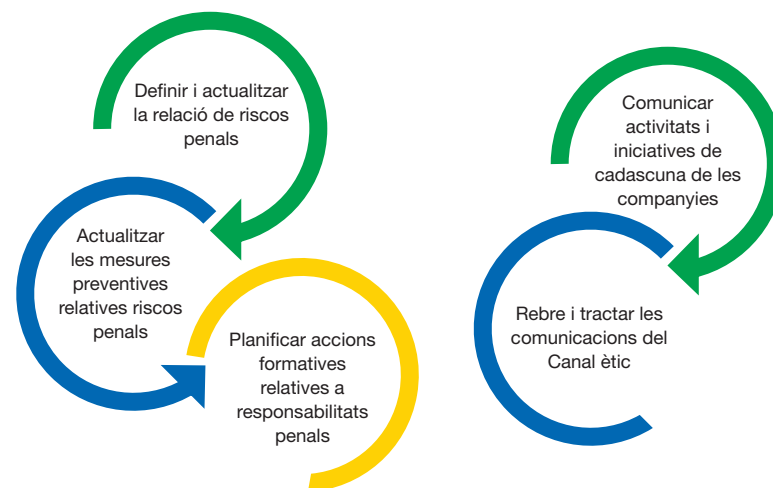 Definir i actualitzar
la relació de riscos
penals
Actualitzar
les mesures
preventives
relatives riscos
penals
Planificar accions
formatives
relatives a
responsabilitats
penals
Comunicar
activitats i
iniciatives de
cadascuna de les
companyies
Rebre i tractar les
comunicacions del
Canal ètic